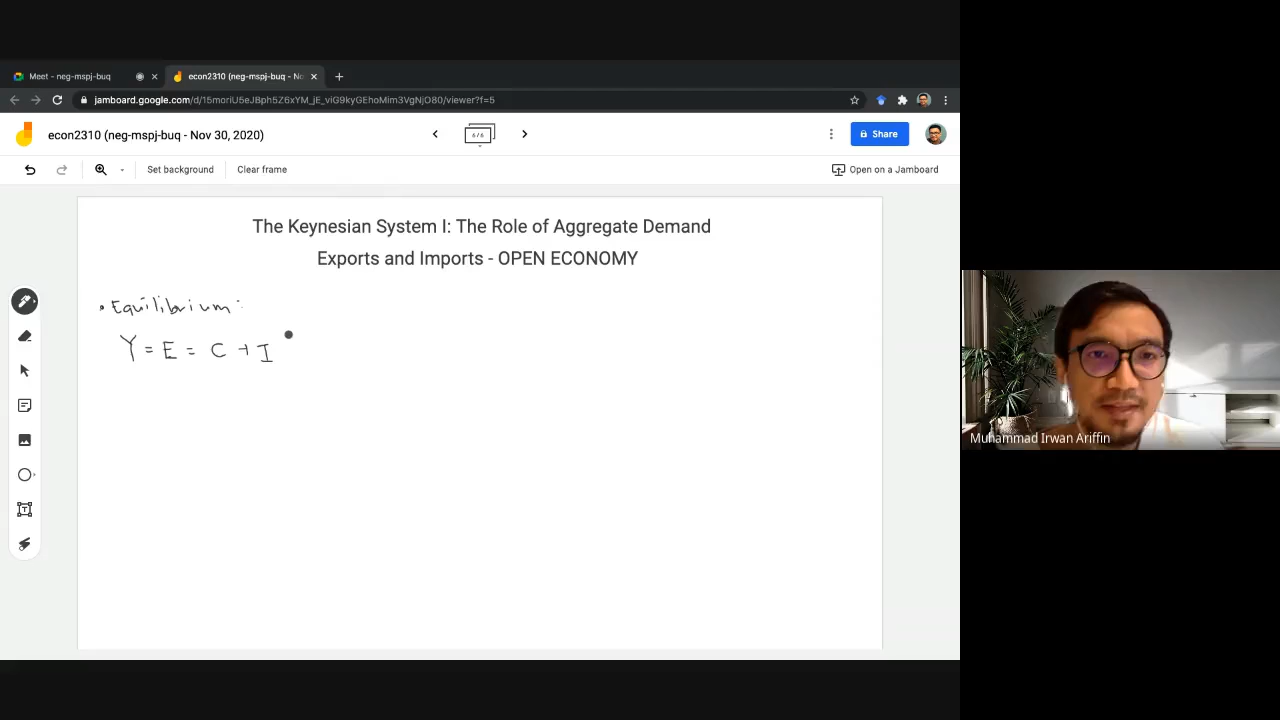 Meet - neg-mspj-buq
econ2310 (neg-mspj-buq - No
jamboard.google.com/d/15moriU5eJBph5Z6xYM_jE_viG9kyGEhoMim3VgNjO80/viewer?f=5
econ2310 (neg-mspj-buq - Nov 30, 2020)
6/6
Share
Set background
Clear frame
Open on a Jamboard
The Keynesian System I: The Role of Aggregate Demand
Exports and Imports - OPEN ECONOMY
• Equilibrium:
Y = E = C + I
Muhammad Irwan Ariffin